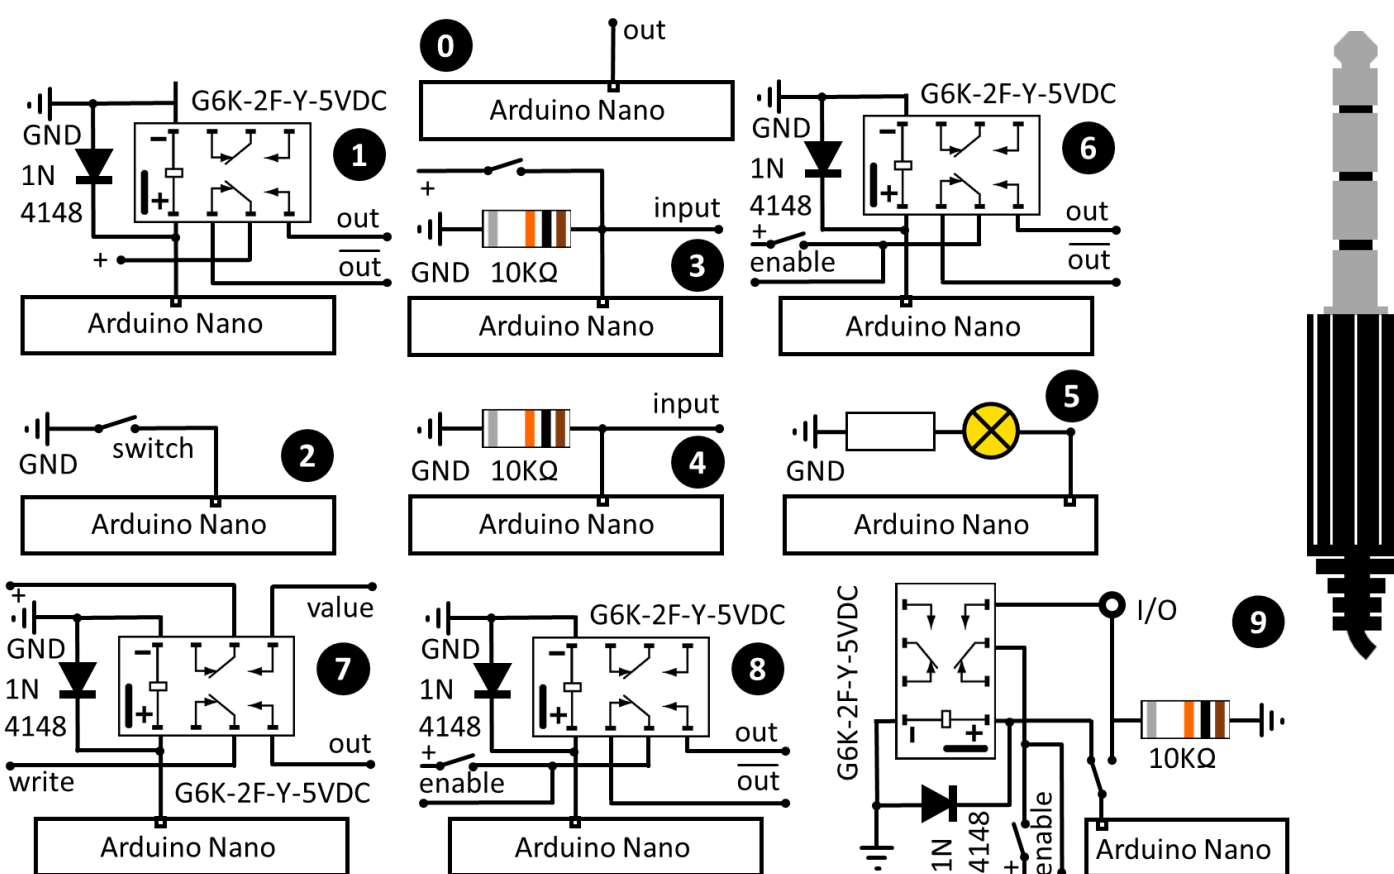 0
out
Arduino Nano
G6K-2F-Y-5VDC
GND
1N
4148
−
+
1
out
out
+
Arduino Nano
+
input
GND
10KΩ
3
Arduino Nano
G6K-2F-Y-5VDC
GND
1N
4148
−
+
6
+
enable
out
out
Arduino Nano
GND
switch
2
Arduino Nano
input
GND
10KΩ
4
Arduino Nano
5
GND
Arduino Nano
+
GND
1N
4148
−
+
value
7
out
write
G6K-2F-Y-5VDC
Arduino Nano
G6K-2F-Y-5VDC
GND
1N
4148
−
+
8
+
enable
out
out
Arduino Nano
G6K-2F-Y-5VDC
I/O
9
−
+
10KΩ
1N
4148
+
enable
Arduino Nano